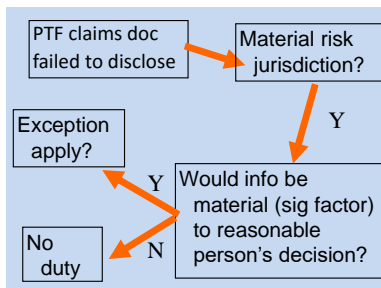 PTF claims doc
failed to disclose
Material risk
jurisdiction?
Y
Exception
apply?
Would info be
material (sig factor)
to reasonable
person's decision?
Y
N
No
duty